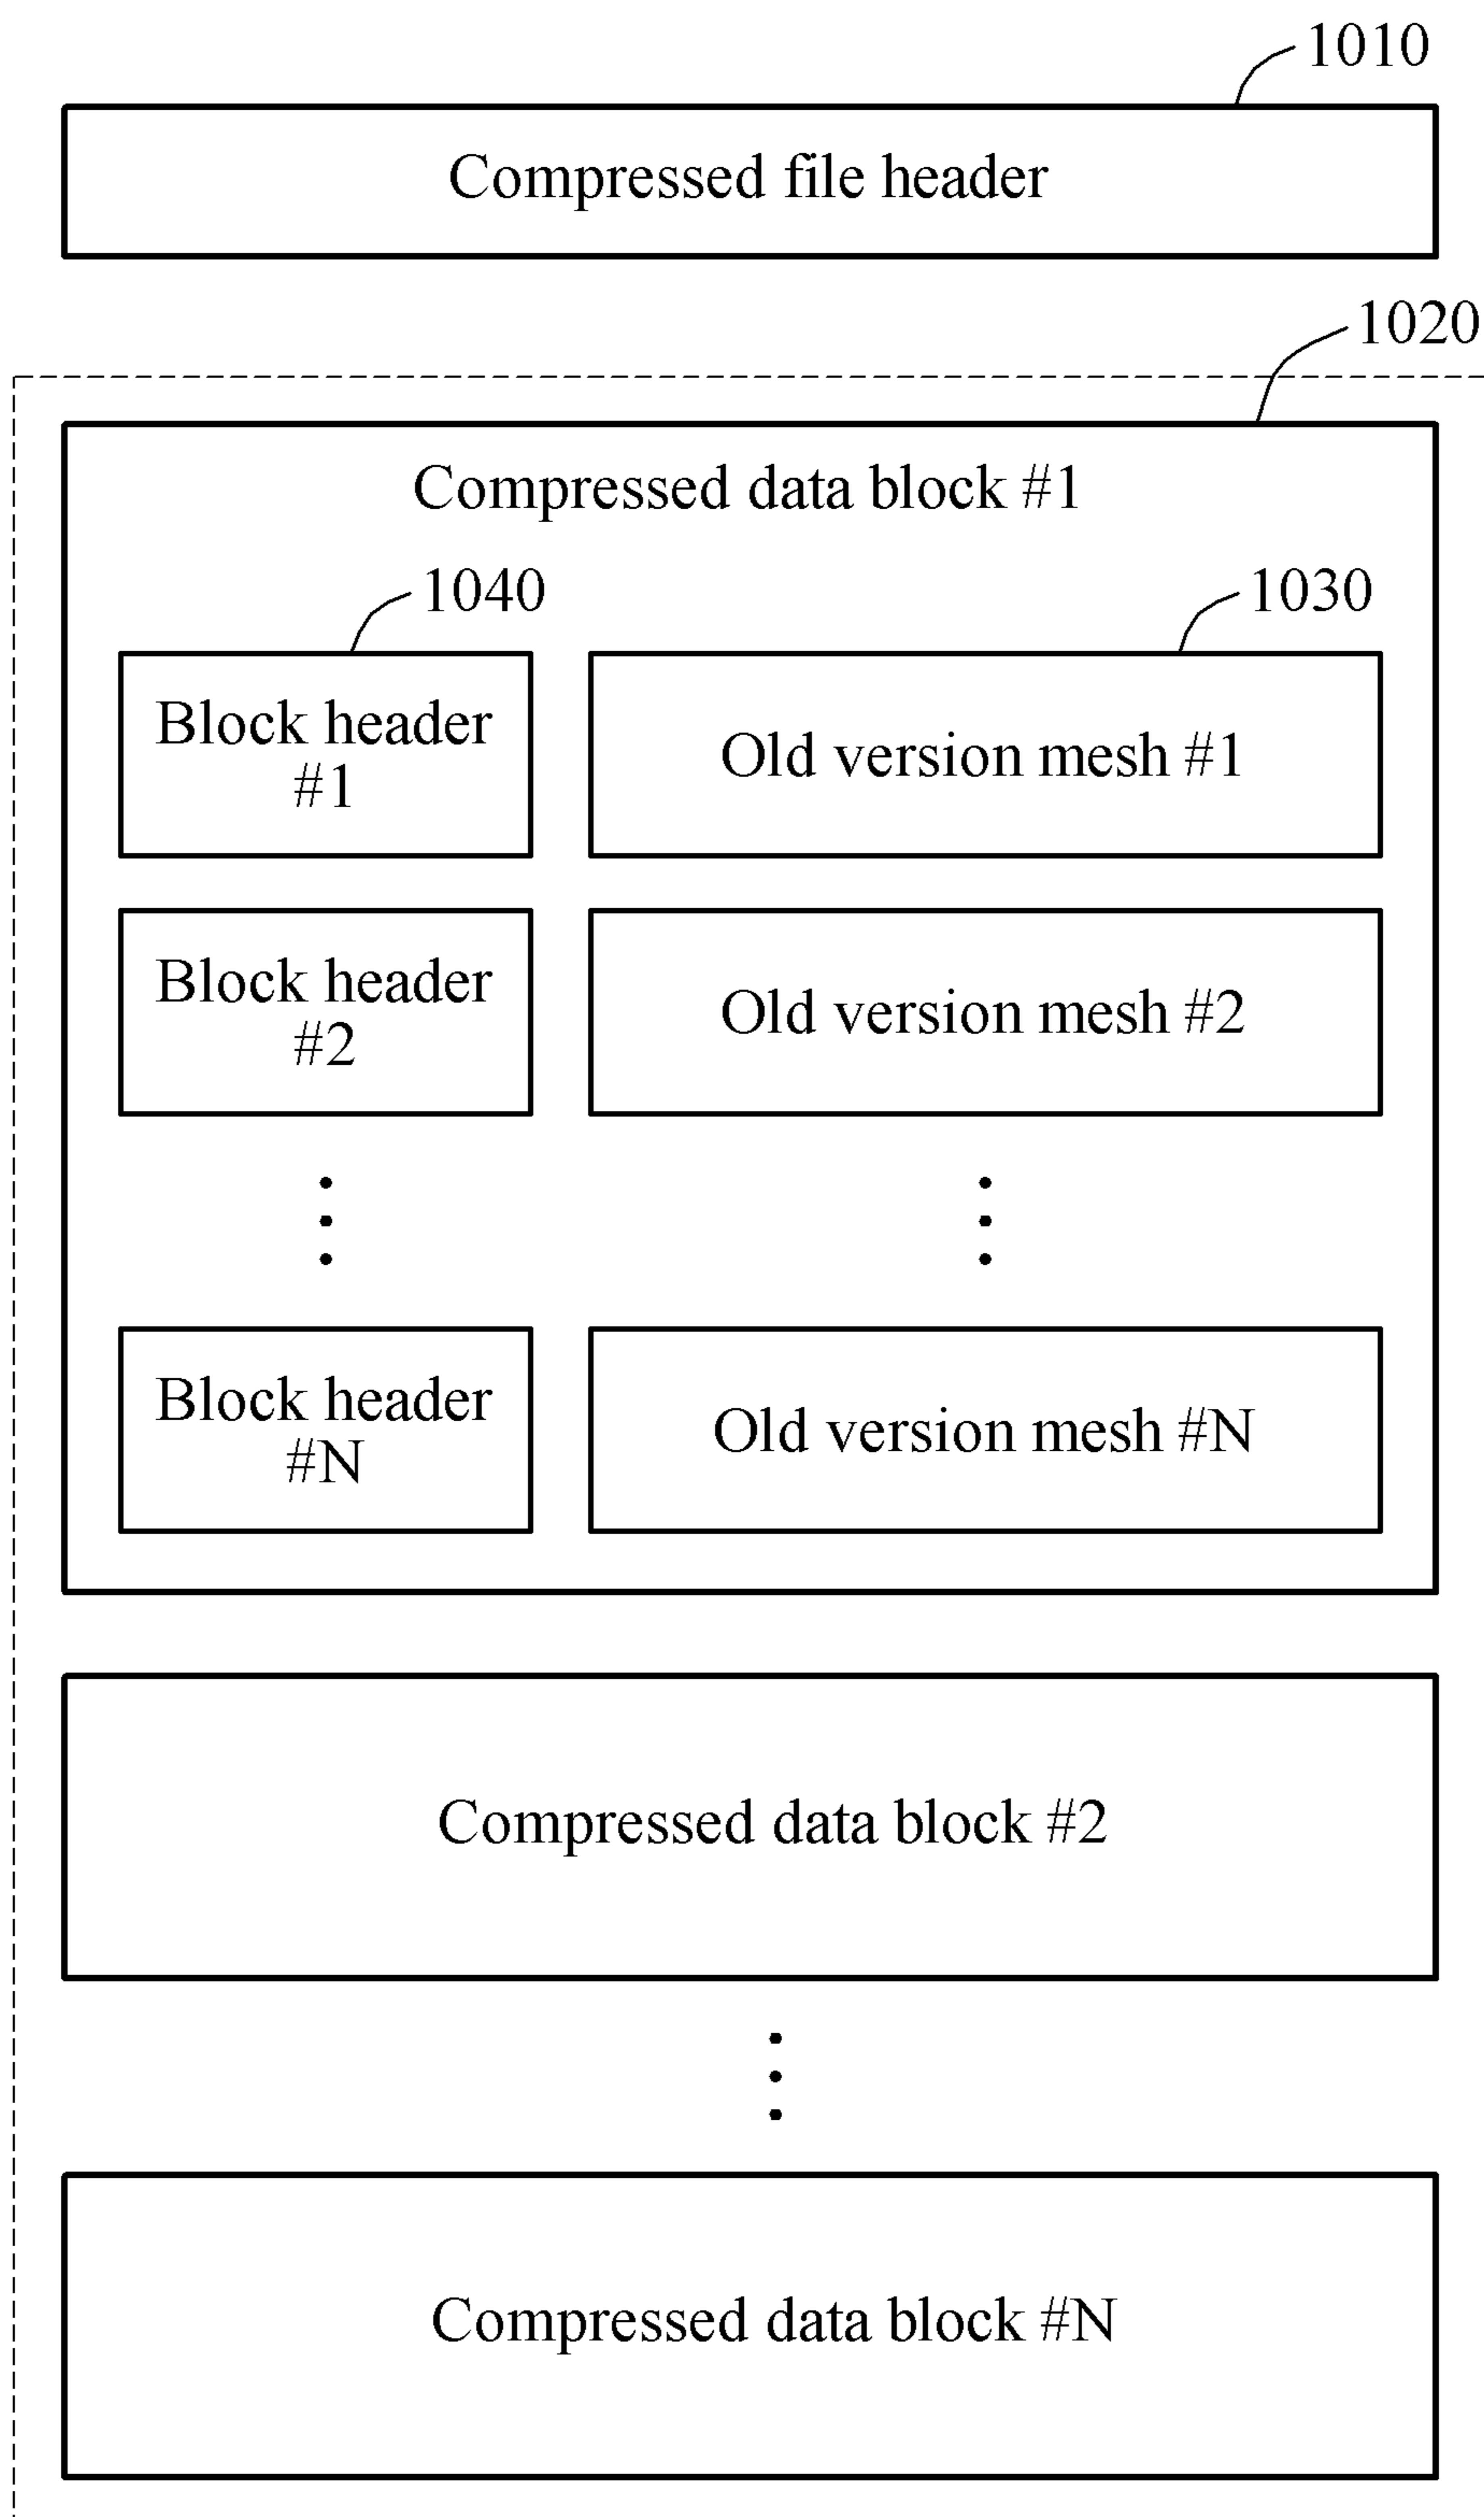 1010
Compressed file header
1020
Compressed data block #1
1040
1030
Block header
#1
Old version mesh #1
Block header
#2
Old version mesh #2
Block header
#N
Old version mesh #N
Compressed data block #2
Compressed data block #N